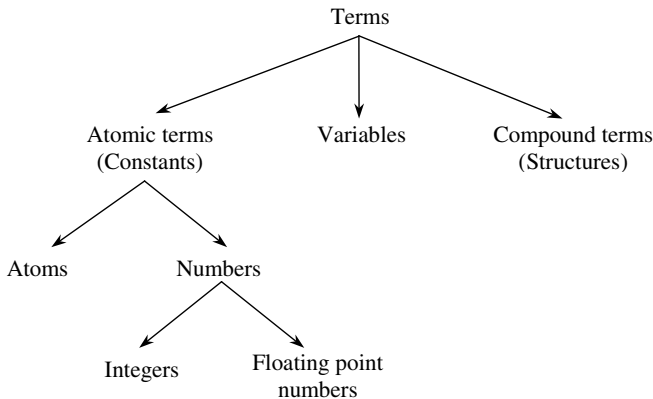 Terms
Atomic terms
(Constants)
Variables
Compound terms
(Structures)
Atoms
Numbers
Integers
Floating point
numbers